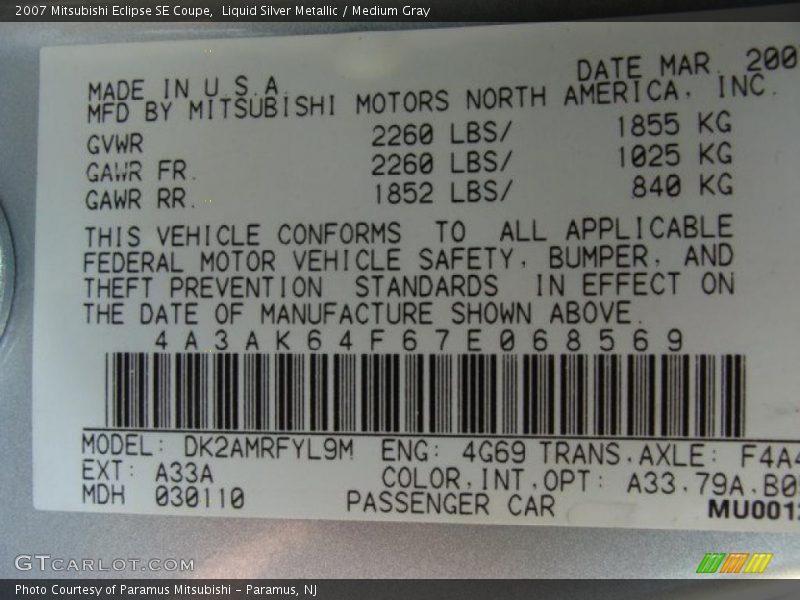 2007 Mitsubishi Eclipse SE Coupe, Liquid Silver Metallic / Medium Gray
DATE MAR. 200
MADE IN U.S.A.
MFD BY MITSUBISHI MOTORS NORTH AMERICA, INC.
GVWR 2260 LBS/ 1855 KG
GAWR FR. 2260 LBS/ 1025 KG
GAWR RR. 1852 LBS/ 840 KG
THIS VEHICLE CONFORMS TO ALL APPLICABLE
FEDERAL MOTOR VEHICLE SAFETY, BUMPER, AND
THEFT PREVENTION STANDARDS IN EFFECT ON
THE DATE OF MANUFACTURE SHOWN ABOVE.
4A3AK64F67E068569
MODEL: DK2AMRFYL9M ENG: 4G69 TRANS.AXLE: F4A4
EXT: A33A COLOR.INT.OPT: A33.79A.B0
MDH 030110 PASSENGER CAR MU001
GTCARLOT.COM
Photo Courtesy of Paramus Mitsubishi - Paramus, NJ